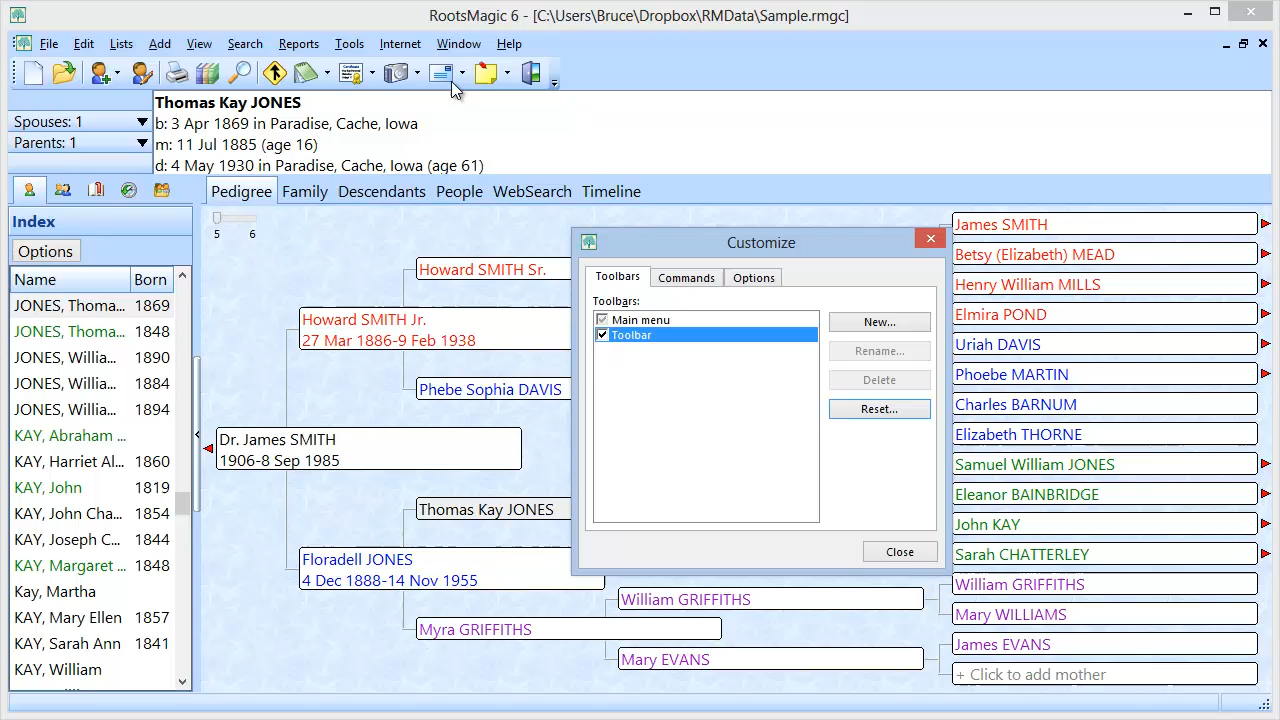 RootsMagic 6 - [C:\Users\Bruce\Dropbox\RMData\Sample.rmgc]
File Edit Lists Add View Search Reports Tools Internet Window Help
Thomas Kay JONES
Spouses: 1
b: 3 Apr 1869 in Paradise, Cache, Iowa
Parents: 1
m: 11 Jul 1885 (age 16)
d: 4 May 1930 in Paradise, Cache, Iowa (age 61)
Pedigree Family Descendants People WebSearch Timeline
Index
Options
Name Born
JONES, Thoma... 1869
JONES, Thoma... 1848
JONES, Willia... 1890
JONES, Willia... 1884
JONES, Willia... 1894
KAY, Abraham ...
KAY, Harriet Al... 1860
KAY, John 1819
KAY, John Cha... 1854
KAY, Joseph C... 1844
KAY, Margaret ... 1848
Kay, Martha
KAY, Mary Ellen 1857
KAY, Sarah Ann 1841
KAY, William
5 6
Dr. James SMITH
1906-8 Sep 1985
Howard SMITH Jr.
27 Mar 1886-9 Feb 1938
Floradell JONES
4 Dec 1888-14 Nov 1955
Howard SMITH Sr.
Phebe Sophia DAVIS
Thomas Kay JONES
Myra GRIFFITHS
William GRIFFITHS
Mary EVANS
Customize
Toolbars Commands Options
Toolbars:
Main menu
Toolbar
New...
Rename...
Delete
Reset...
Close
James SMITH
Betsy (Elizabeth) MEAD
Henry William MILLS
Elmira POND
Uriah DAVIS
Phoebe MARTIN
Charles BARNUM
Elizabeth THORNE
Samuel William JONES
Eleanor BAINBRIDGE
John KAY
Sarah CHATTERLEY
William GRIFFITHS
Mary WILLIAMS
James EVANS
+ Click to add mother